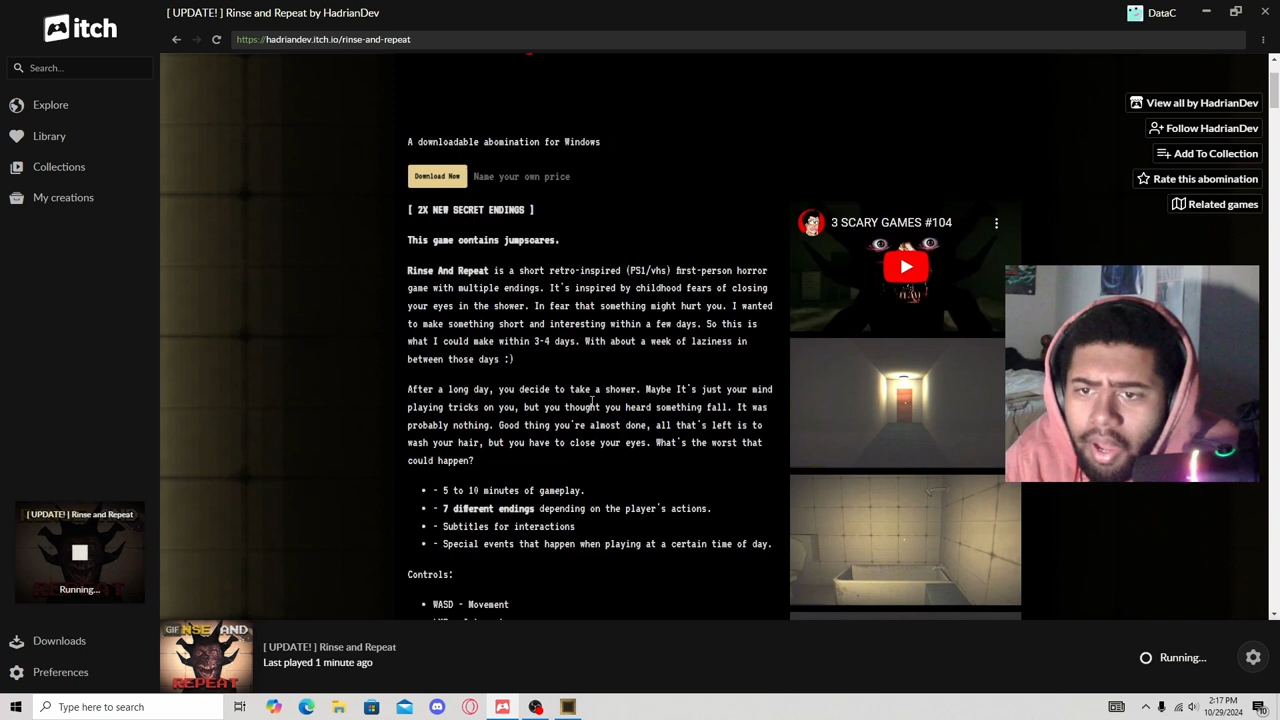 itch
[ UPDATE! ] Rinse and Repeat
DataC
https://hadriandev.itch.io/rinse-and-repeat
Search...
Explore
Library
Collections
My creations
View all by HadrianDev
Follow HadrianDev
Add To Collection
Rate this abomination
Related games
A downloadable abomination for Windows
Download Now
Name your own price
[ 2X NEW SECRET ENDINGS ]
This game contains jumpscares.
Rinse And Repeat is a short retro-inspired (PS1/vhs) first-person horror
game with multiple endings. It's inspired by childhood fears of closing
your eyes in the shower. In fear that something might hurt you. I wanted
to make something short and interesting within a few days. So this is
what I could make within 3-4 days. With about a week of laziness in
between those days :)
After a long day, you decide to take a shower. Maybe It's just your mind
playing tricks on you, but you thought you heard something fall. It was
probably nothing. Good thing you're almost done, all that's left is to
wash your hair, but you have to close your eyes. What's the worst that
could happen?
• - 5 to 10 minutes of gameplay.
• - 7 different endings depending on the player's actions.
• - Subtitles for interactions
• - Special events that happen when playing at a certain time of day.
Controls:
• WASD - Movement
3 SCARY GAMES #104
[ UPDATE! ] Rinse and Repeat
Running...
Downloads
Preferences
GIF
NSE AND
REPEAT
[ UPDATE! ] Rinse and Repeat
Last played 1 minute ago
Running...
Type here to search
2:17 PM
10/29/2024
10